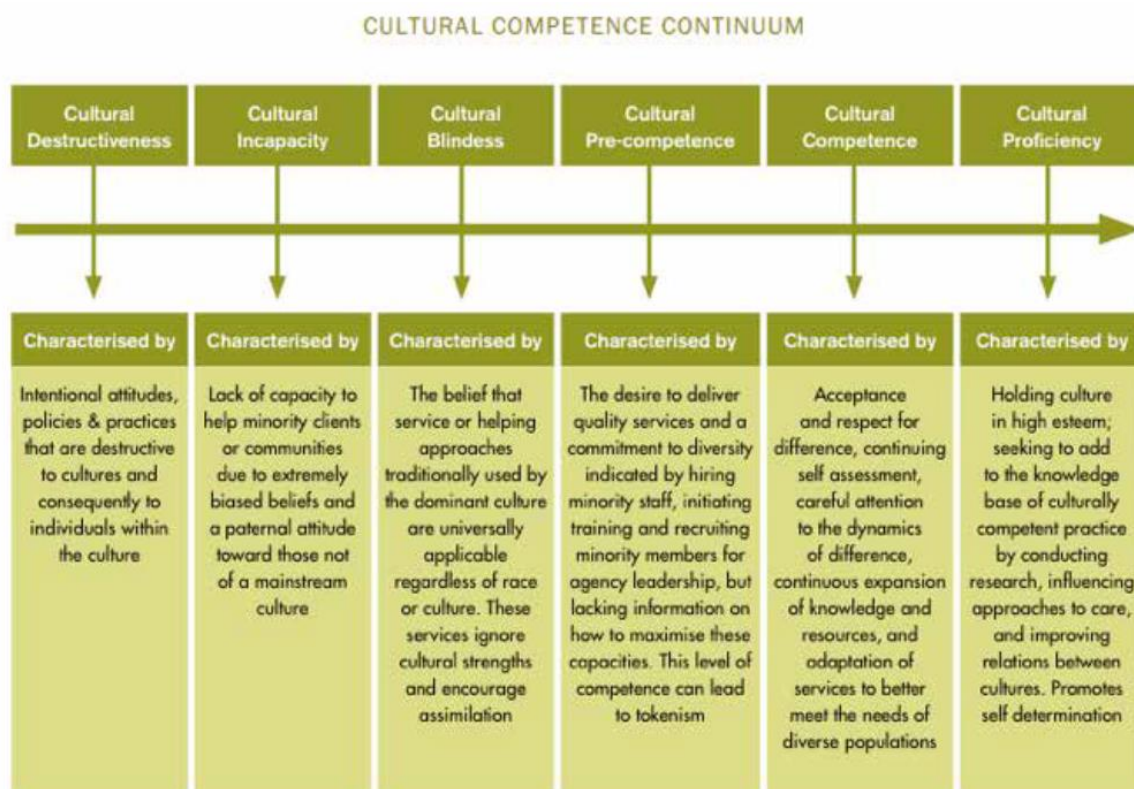 CULTURAL COMPETENCE CONTINUUM
Cultural
Destructiveness
Cultural
Incapacity
Cultural
Blindess
Cultural
Pre-competence
Cultural
Competence
Cultural
Proficiency
Characterised by
Intentional attitudes,
policies & practices
that are destructive
to cultures and
consequently to
individuals within
the culture
Characterised by
Lack of capacity to
help minority clients
or communities
due to extremely
biased beliefs and
a paternal attitude
toward those not
of a mainstream
culture
Characterised by
The belief that
service or helping
approaches
traditionally used by
the dominant culture
are universally
applicable
regardless of race
or culture. These
services ignore
cultural strengths
and encourage
assimilation
Characterised by
The desire to deliver
quality services and a
commitment to diversity
indicated by hiring
minority staff, initiating
training and recruiting
minority members for
agency leadership, but
lacking information on
how to maximise these
capacities. This level of
competence can lead
to tokenism
Characterised by
Acceptance
and respect for
difference, continuing
self assessment,
careful attention
to the dynamics
of difference,
continuous expansion
of knowledge and
resources, and
adaptation of
services to better
meet the needs of
diverse populations
Characterised by
Holding culture
in high esteem;
seeking to add
to the knowledge
base of culturally
competent practice
by conducting
research, influencing
approaches to care,
and improving
relations between
cultures. Promotes
self determination